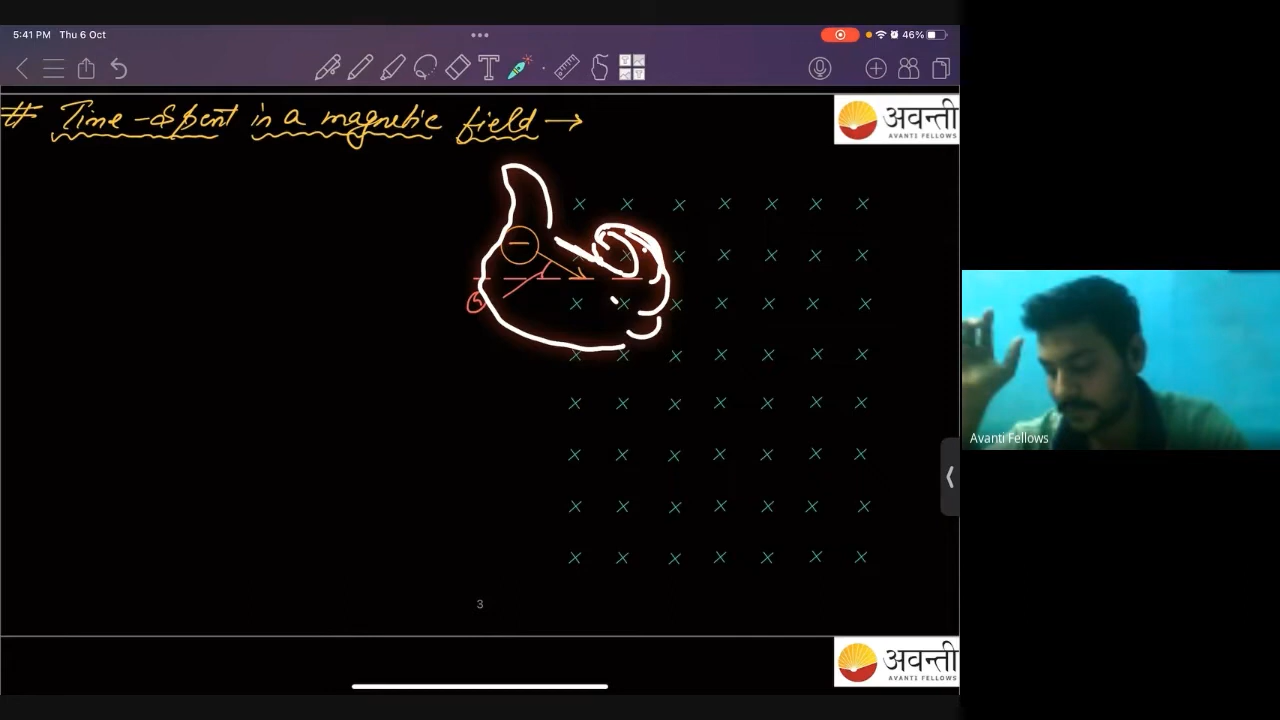 5:41 PM Thu 6 Oct
46%
# Time-Spent in a magnetic field →
अवन्ती
AVANTI FELLOWS
Avanti Fellows
3
अवन्ती
AVANTI FELLOWS